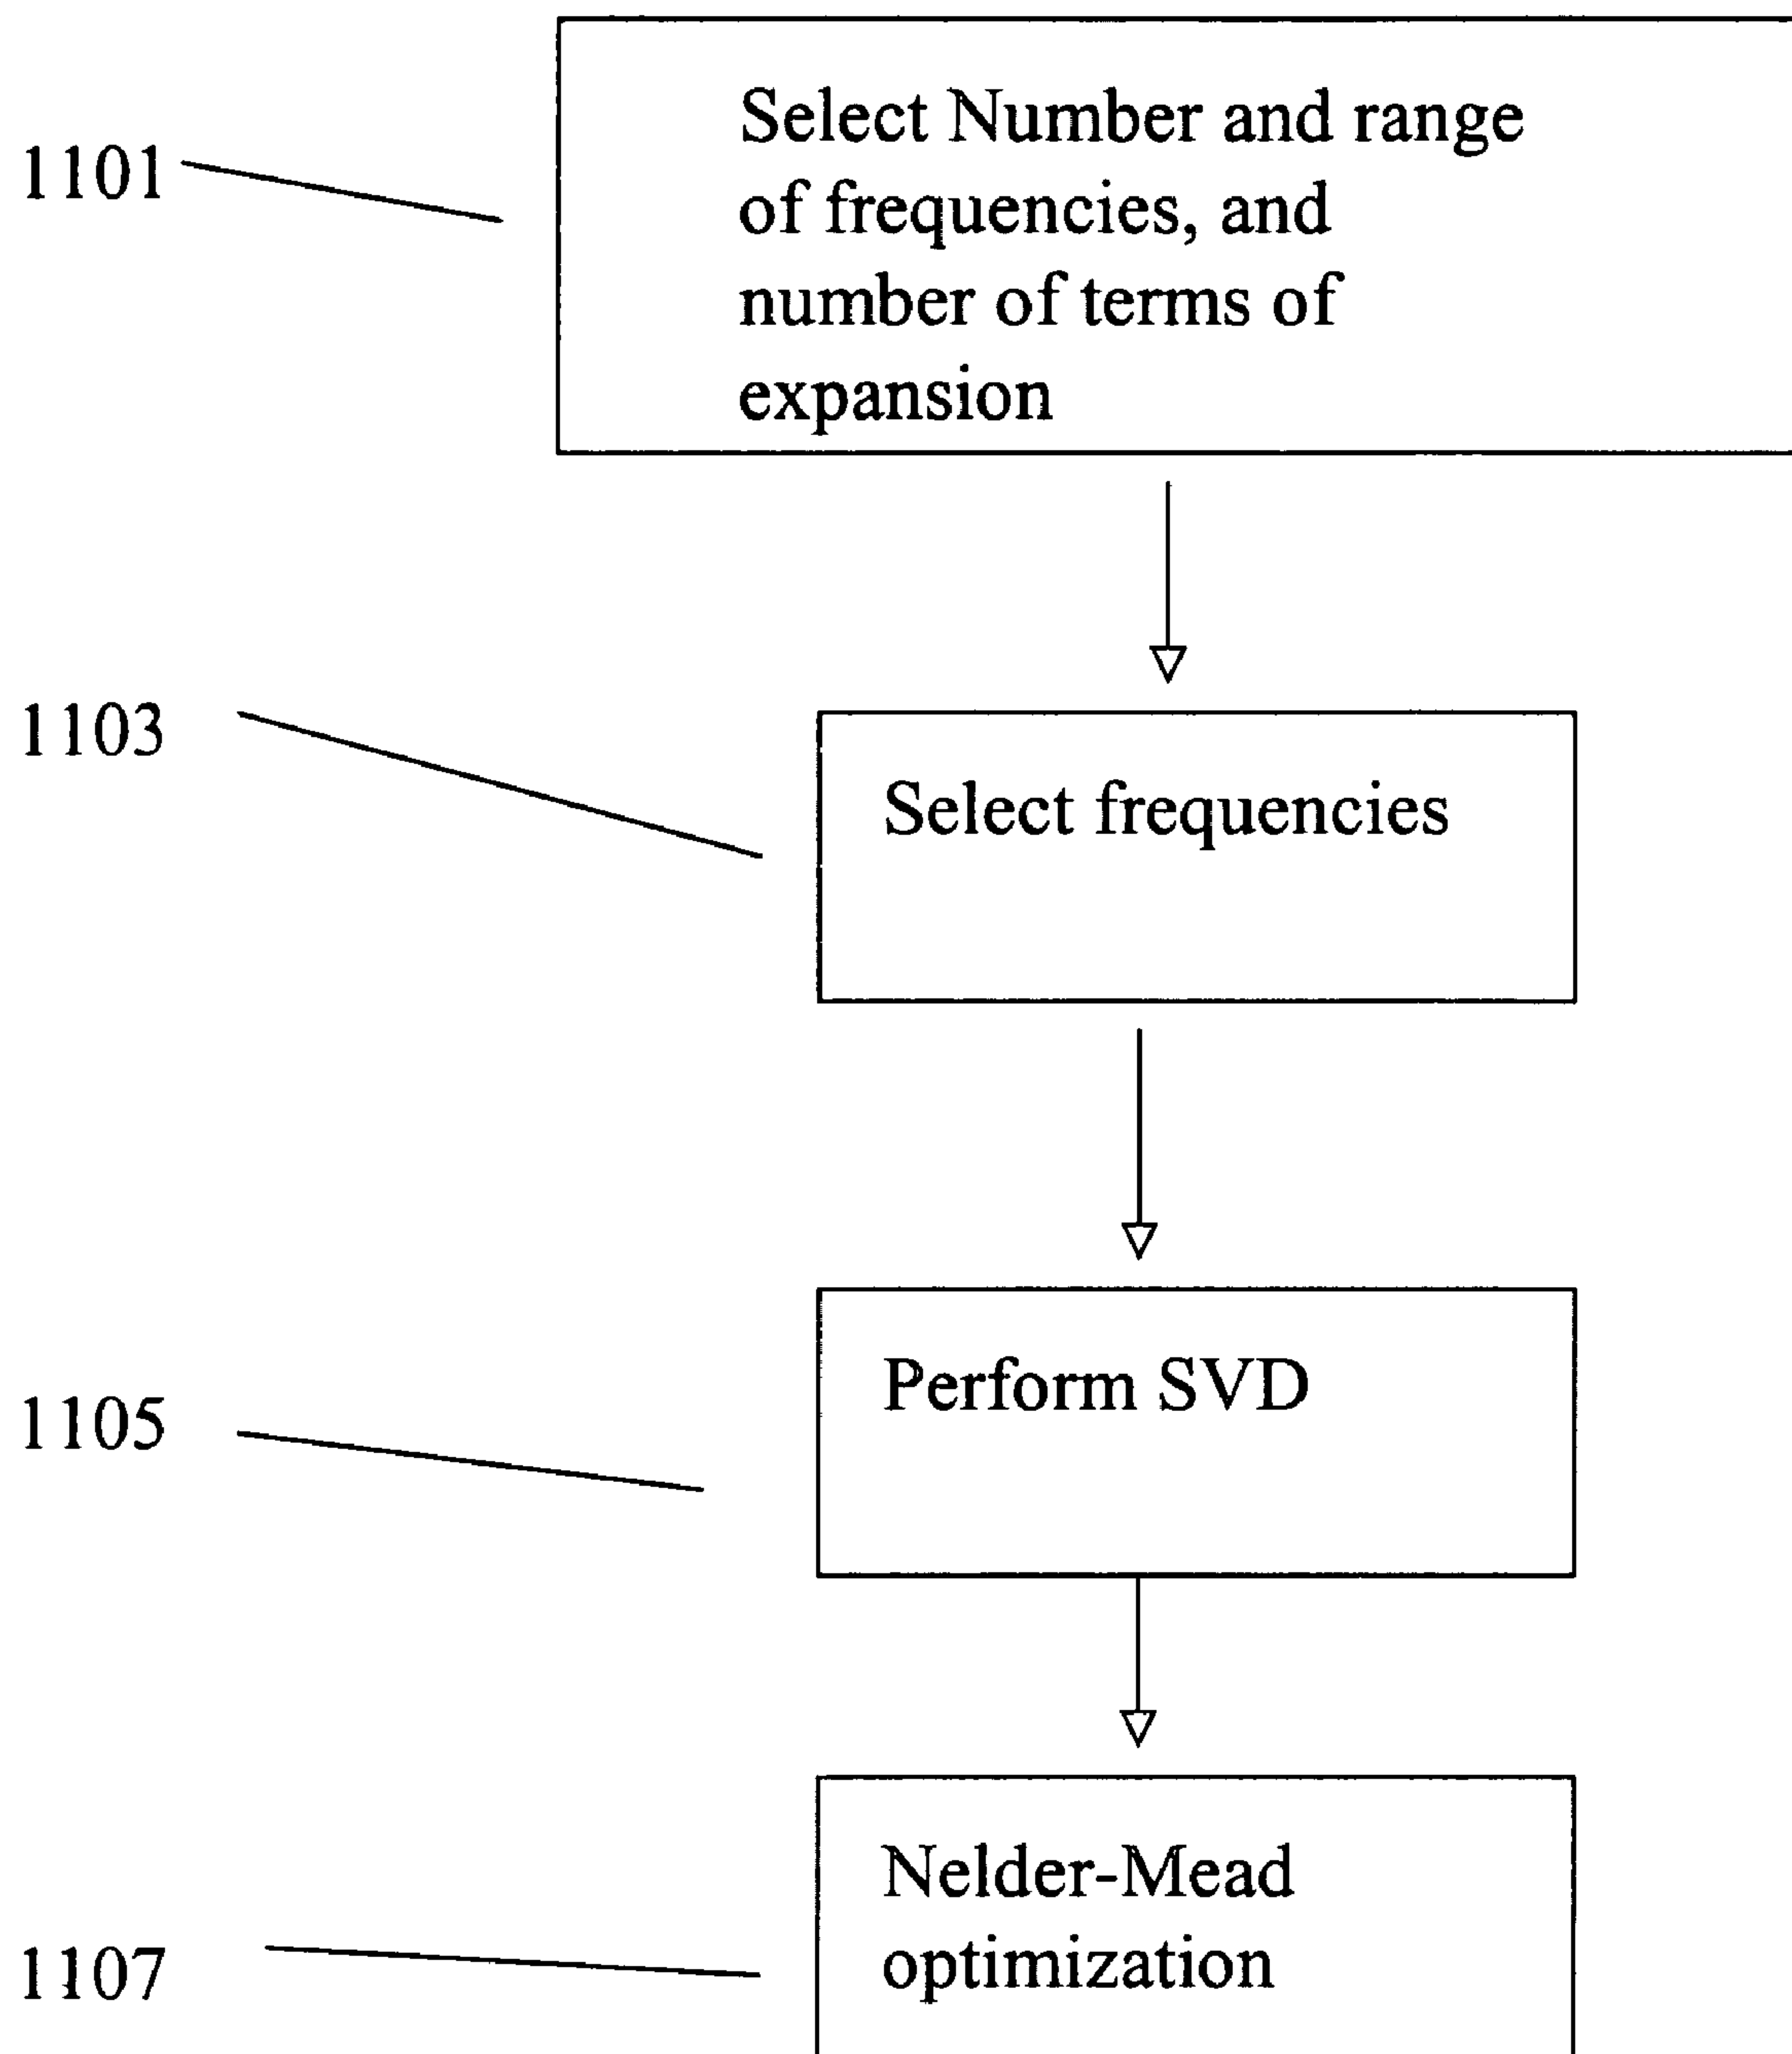 1101
Select Number and range
of frequencies, and
number of terms of
expansion
1103
Select frequencies
1105
Perform SVD
1107
Nelder-Mead
optimization